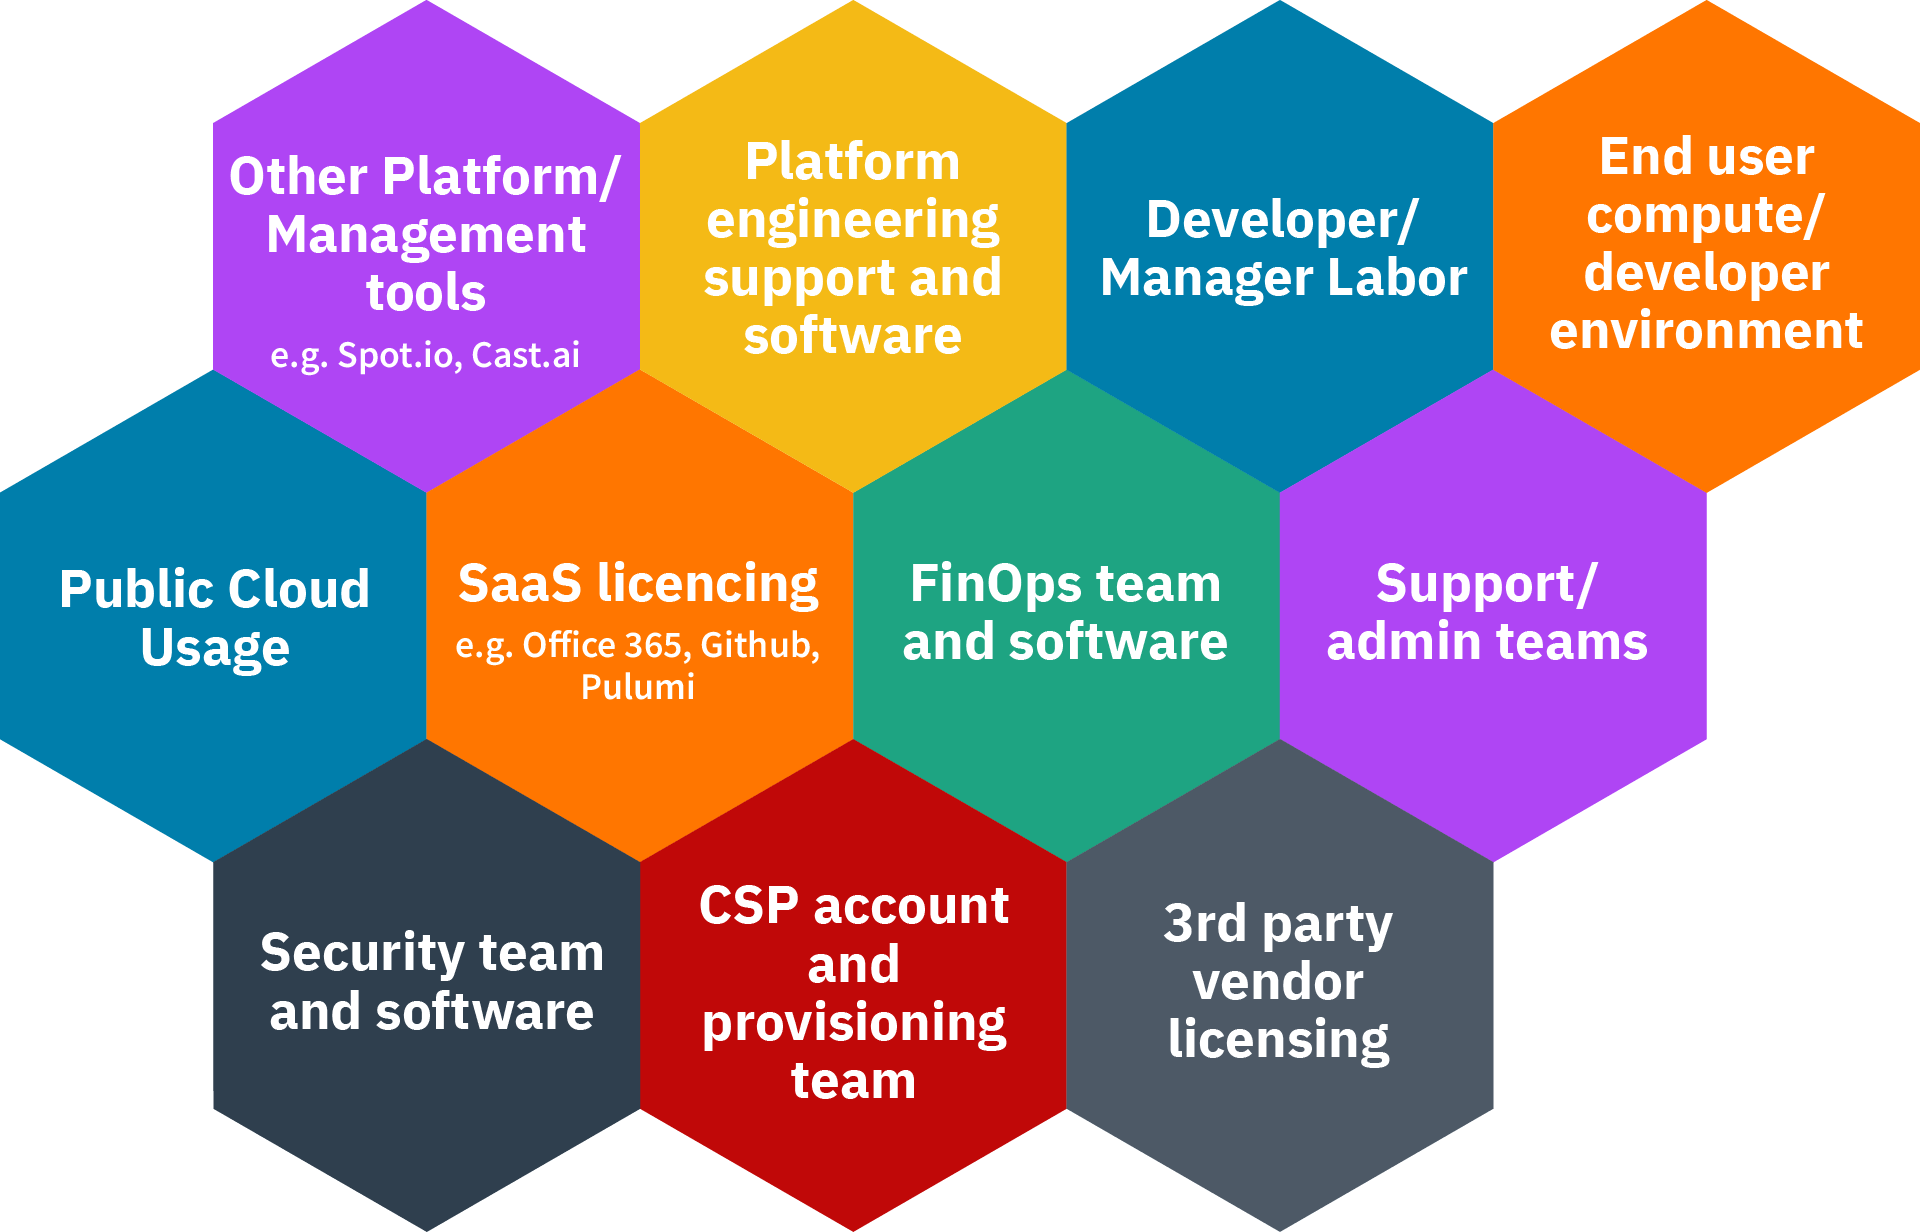 Other Platform/
Management
tools
e.g. Spot.io, Cast.ai
Platform
engineering
support and
software
Developer/
Manager Labor
End user
compute/
developer
environment
Public Cloud
Usage
SaaS licencing
e.g. Office 365, Github,
Pulumi
FinOps team
and software
Support/
admin teams
Security team
and software
CSP account
and
provisioning
team
3rd party
vendor
licensing